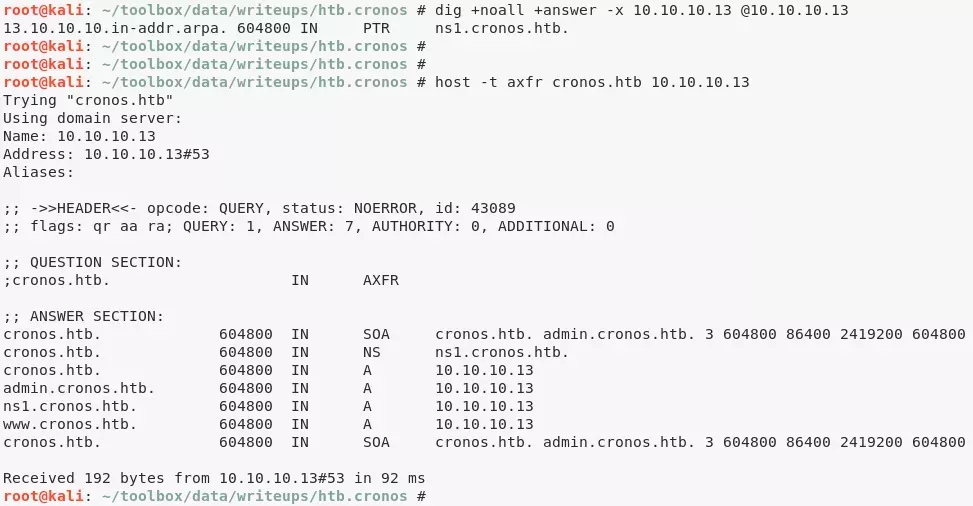 root@kali: ~/toolbox/data/writeups/htb.cronos # dig +noall +answer -x 10.10.10.13 @10.10.10.13
13.10.10.10.in-addr.arpa. 604800 IN     PTR     ns1.cronos.htb.
root@kali: ~/toolbox/data/writeups/htb.cronos #
root@kali: ~/toolbox/data/writeups/htb.cronos #
root@kali: ~/toolbox/data/writeups/htb.cronos # host -t axfr cronos.htb 10.10.10.13
Trying "cronos.htb"
Using domain server:
Name: 10.10.10.13
Address: 10.10.10.13#53
Aliases:

;; ->>HEADER<<- opcode: QUERY, status: NOERROR, id: 43089
;; flags: qr aa ra; QUERY: 1, ANSWER: 7, AUTHORITY: 0, ADDITIONAL: 0

;; QUESTION SECTION:
;cronos.htb.                    IN      AXFR

;; ANSWER SECTION:
cronos.htb.             604800  IN      SOA     cronos.htb. admin.cronos.htb. 3 604800 86400 2419200 604800
cronos.htb.             604800  IN      NS      ns1.cronos.htb.
cronos.htb.             604800  IN      A       10.10.10.13
admin.cronos.htb.       604800  IN      A       10.10.10.13
ns1.cronos.htb.         604800  IN      A       10.10.10.13
www.cronos.htb.         604800  IN      A       10.10.10.13
cronos.htb.             604800  IN      SOA     cronos.htb. admin.cronos.htb. 3 604800 86400 2419200 604800

Received 192 bytes from 10.10.10.13#53 in 92 ms
root@kali: ~/toolbox/data/writeups/htb.cronos #